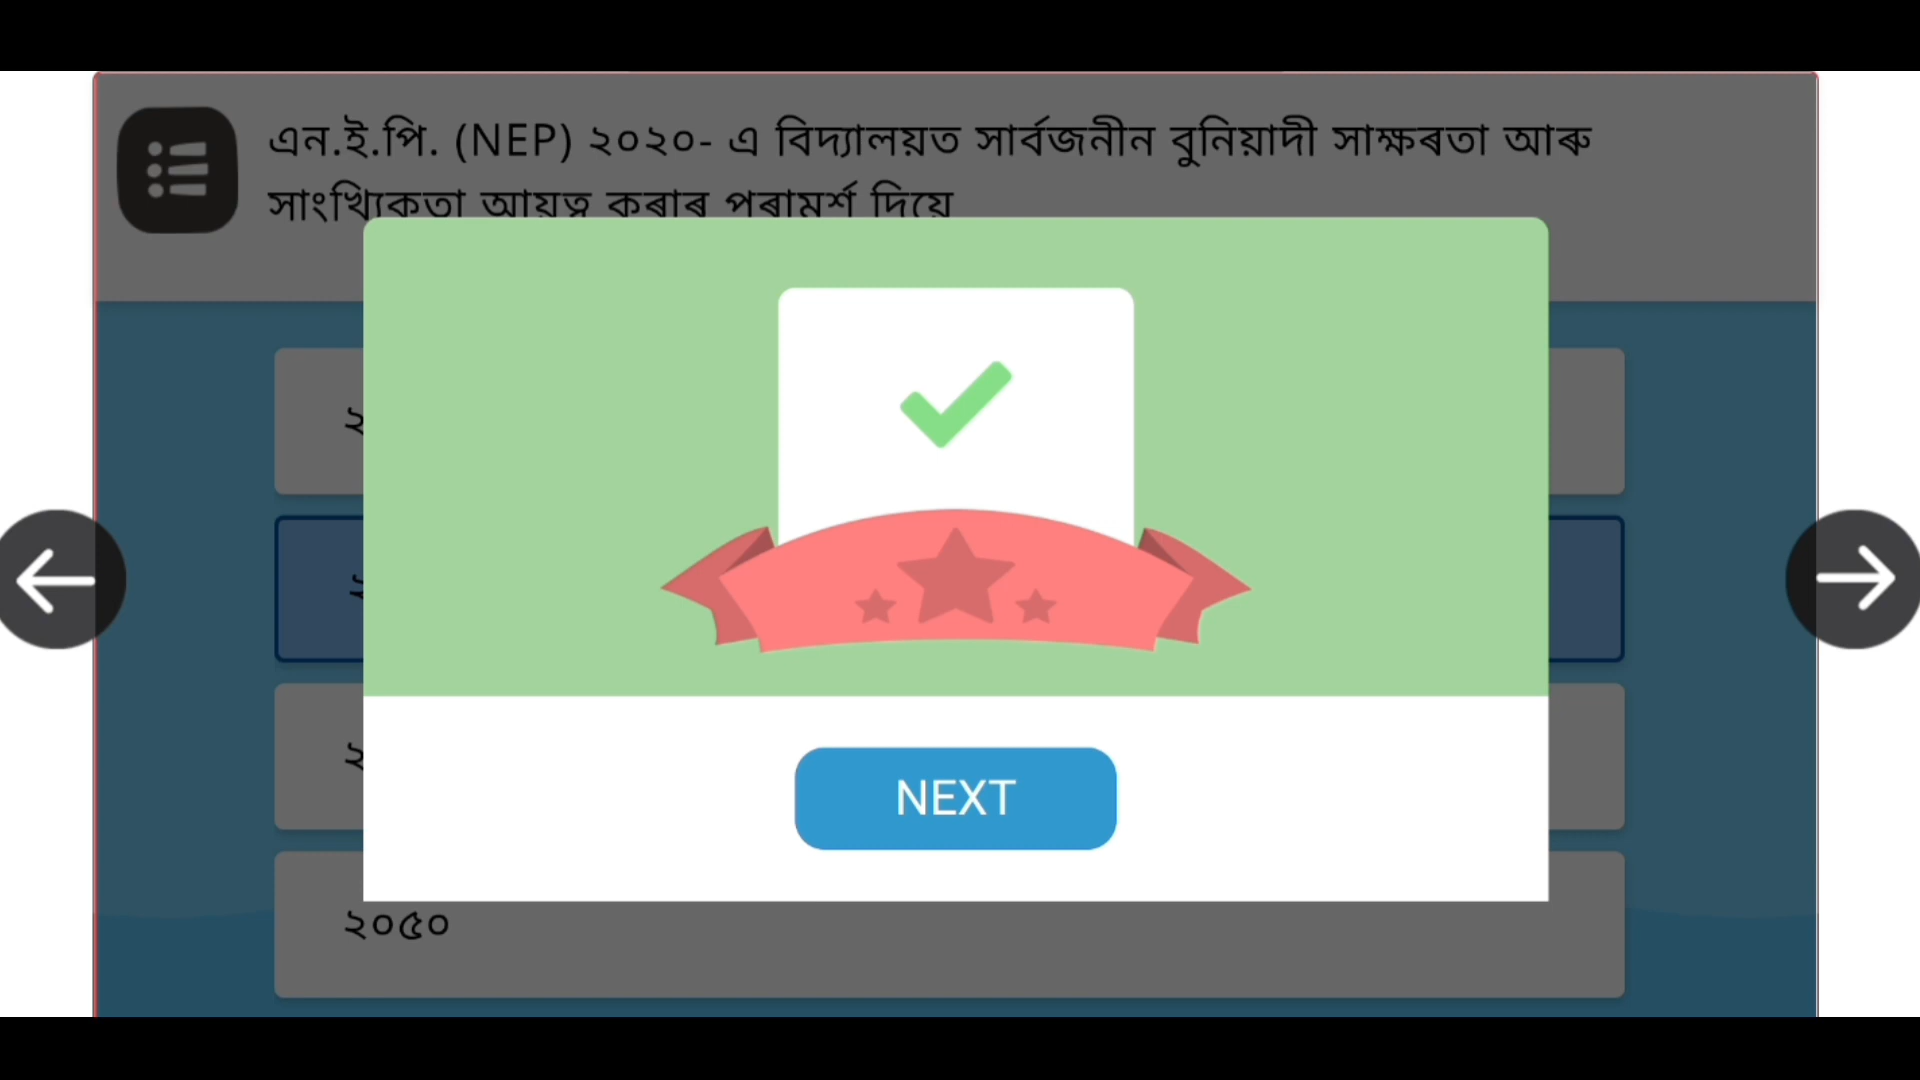 এন.ই.পি. (NEP) ২০২০- এ বিদ্যালয়ত সাৰ্বজনীন বুনিয়াদী সাক্ষৰতা আৰু
সাংখ্যিকতা আয়ত্ব কৰাৰ পৰামৰ্শ দিয়ে
NEXT
২০৫০